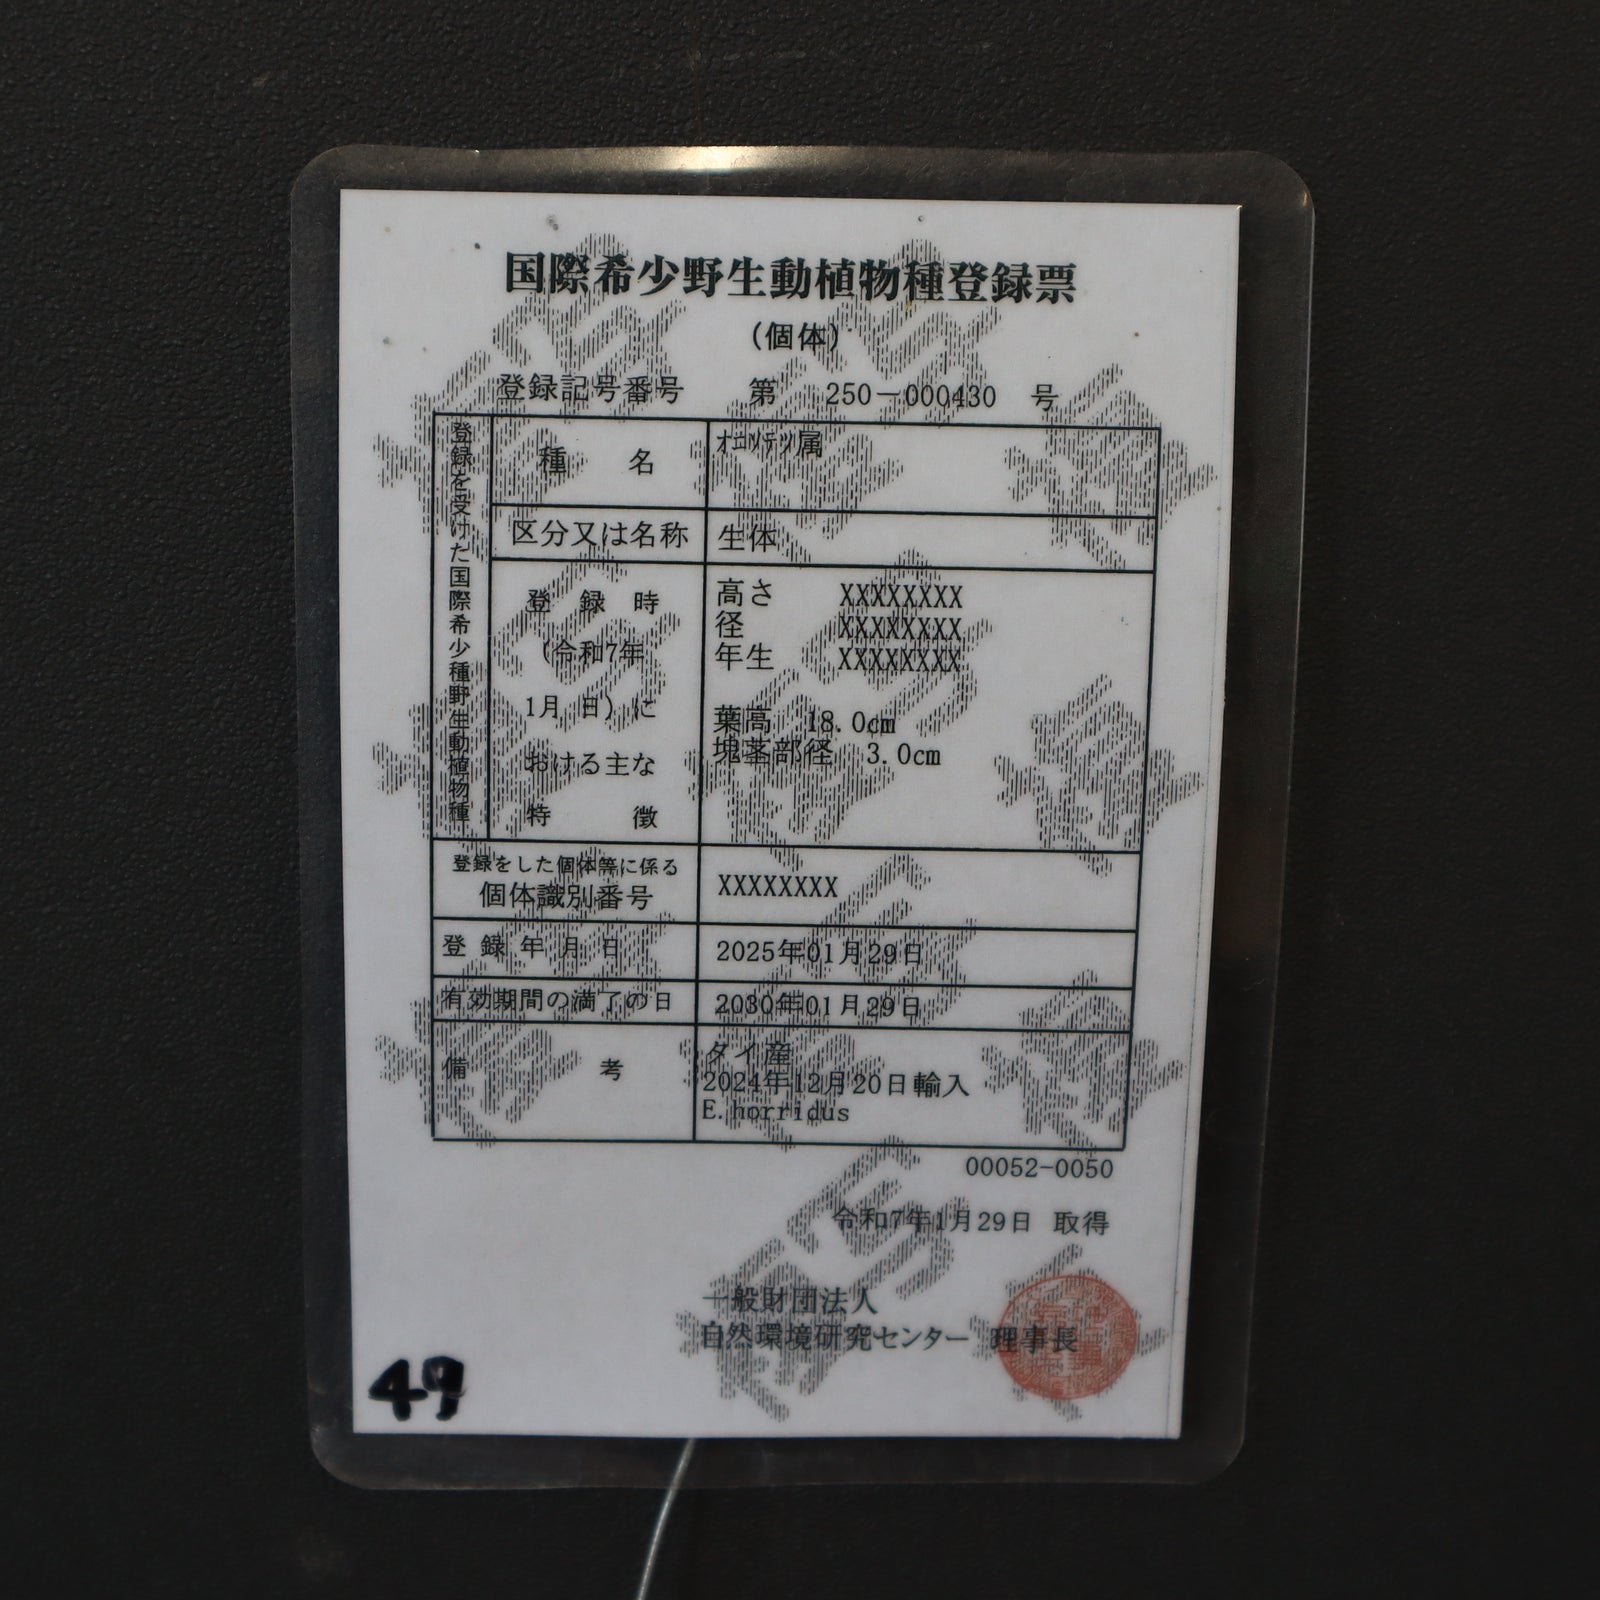 国際希少野生動植物種登録票
(個体)
登録記号番号 第 250-000430 号
登録を受けた国際希少種野生動植物種
種 名 オニソテツ属
区分又は名称 生体
登 録 時
(令和7年
1月 日)に
おける主な
特 徴
高さ XXXXXXXX
径 XXXXXXXX
年生 XXXXXXXX
葉高 18.0cm
塊茎部径 3.0cm
登録をした個体等に係る
個体識別番号 XXXXXXXX
登 録 年 月 日 2025年01月29日
有効期間の満了の日 2030年01月29日
備 考
タイ産
2024年12月20日輸入
E.horridus
00052-0050
令和7年1月29日 取得
一般財団法人
自然環境研究センター 理事長
49